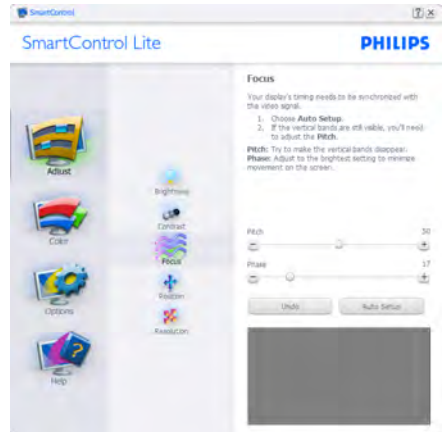 SmartControl
SmartControl Lite
PHILIPS
Adjust
Color
Options
Help
Brightness
Contrast
Focus
Position
Resolution
Focus
Your display's timing needs to be synchronized with
the video signal.
1. Choose Auto Setup.
2. If the vertical bands are still visible, you'll need
to adjust the Pitch.
Pitch: Try to make the vertical bands disappear.
Phase: Adjust to the brightest setting to minimize
movement on the screen.
Pitch 50
Phase 17
Undo Auto Setup